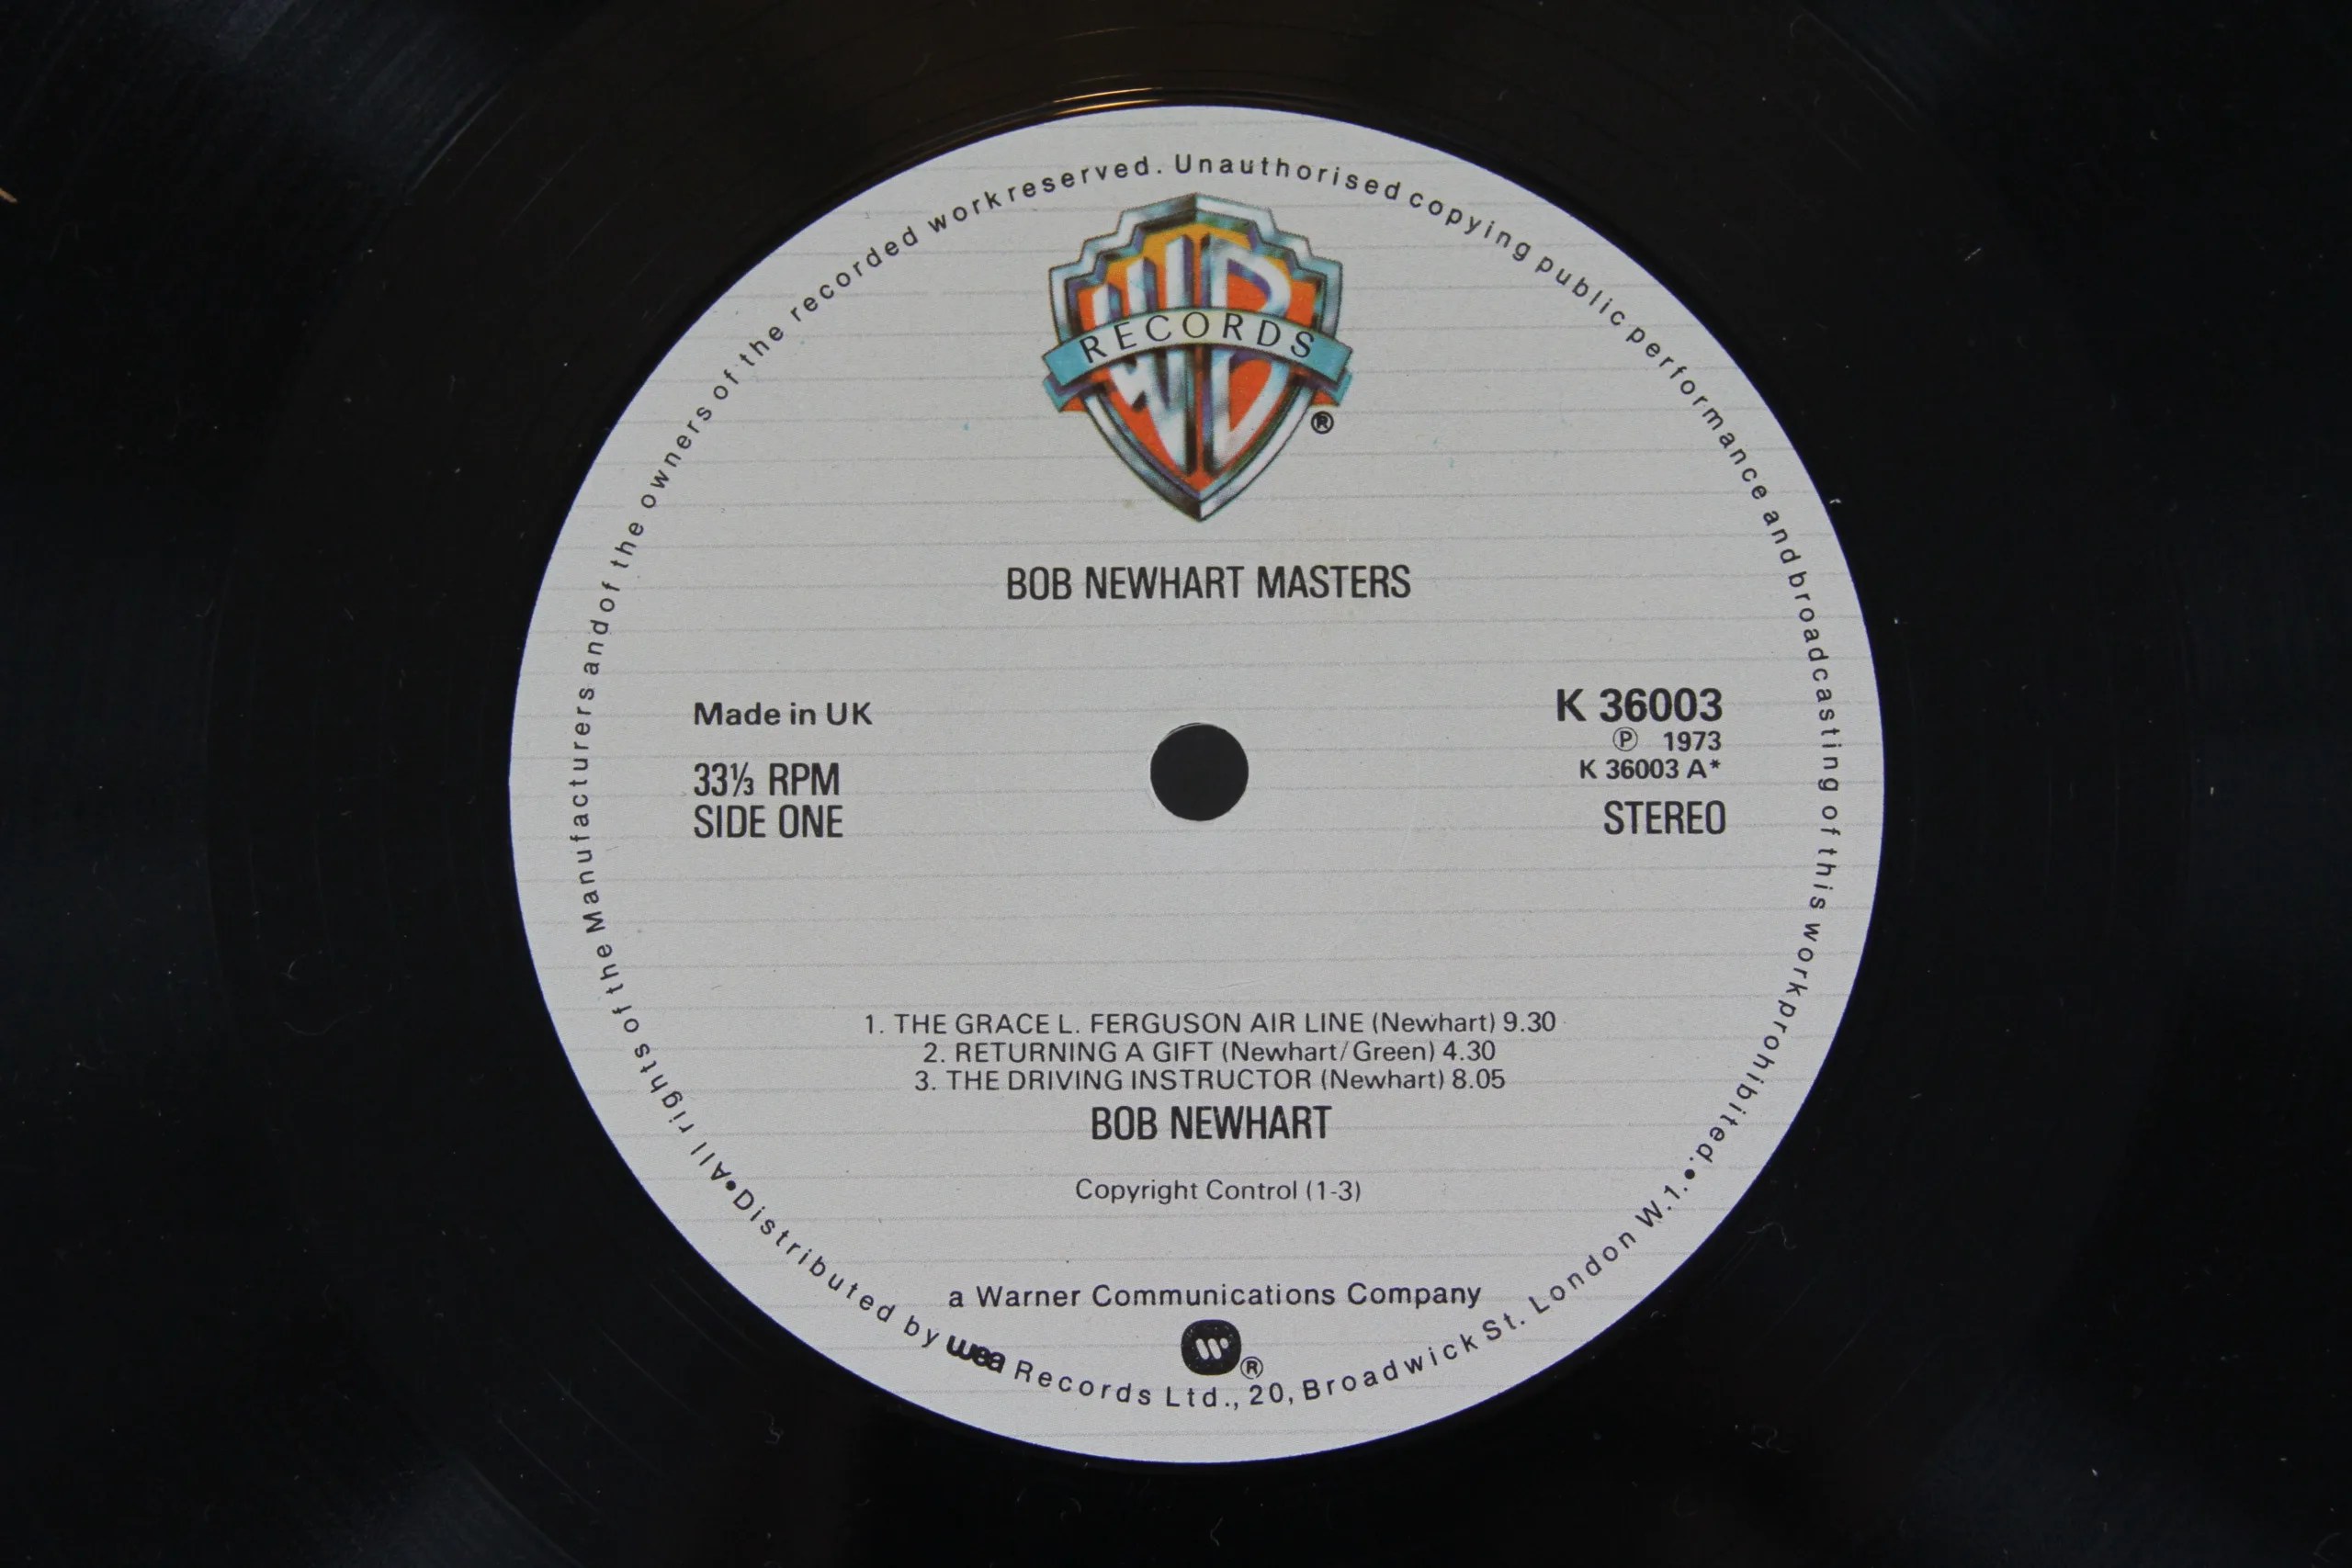 All rights of the Manufacturers and of the owners of the recorded work reserved. Unauthorised copying public performance and broadcasting of this work prohibited.
WB
RECORDS
®
BOB NEWHART MASTERS
Made in UK
33⅓ RPM
SIDE ONE
K 36003
Ⓟ 1973
K 36003 A*
STEREO
1. THE GRACE L. FERGUSON AIR LINE (Newhart) 9.30
2. RETURNING A GIFT (Newhart/Green) 4.30
3. THE DRIVING INSTRUCTOR (Newhart) 8.05
BOB NEWHART
Copyright Control (1-3)
a Warner Communications Company
W ®
• Distributed by wea Records Ltd., 20, Broadwick St. London W.1. •